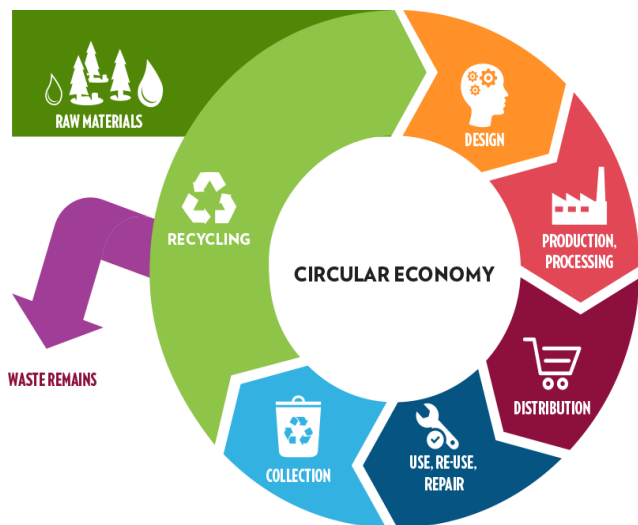 RAW MATERIALS
DESIGN
PRODUCTION,
PROCESSING
RECYCLING
CIRCULAR ECONOMY
WASTE REMAINS
DISTRIBUTION
COLLECTION
USE, RE-USE,
REPAIR